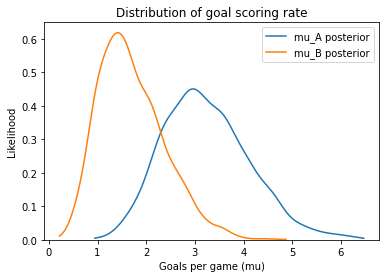 Distribution of goal scoring rate
mu_A posterior
mu_B posterior
Likelihood
0.6
0.5
0.4
0.3
0.2
0.1
0.0
0
1
2
3
4
5
6
Goals per game (mu)